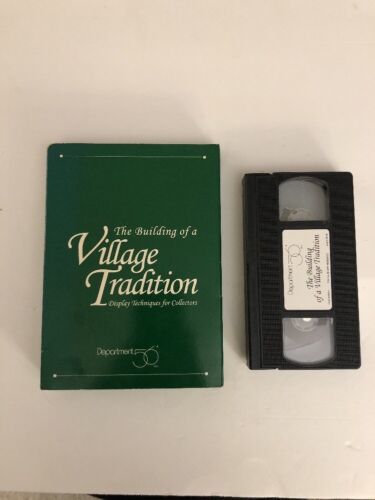 The Building of a
Village
Tradition
Display Techniques for Collectors
Department 56
Department 56
The Building
of a Village Tradition